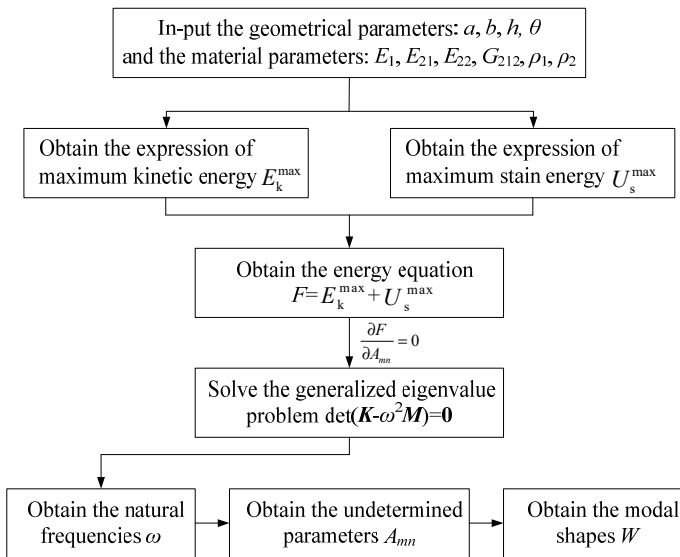 In-put the geometrical parameters: a, b, h, θ
and the material parameters: E₁, E₂₁, E₂₂, G₂₁₂, ρ₁, ρ₂
Obtain the expression of
maximum kinetic energy Eₖᵐᵃˣ
Obtain the expression of
maximum stain energy Uₛᵐᵃˣ
Obtain the energy equation
F=Eₖᵐᵃˣ+Uₛᵐᵃˣ
∂F/∂Aₘₙ=0
Solve the generalized eigenvalue
problem det(K-ω²M)=0
Obtain the natural
frequencies ω
Obtain the undetermined
parameters Aₘₙ
Obtain the modal
shapes W